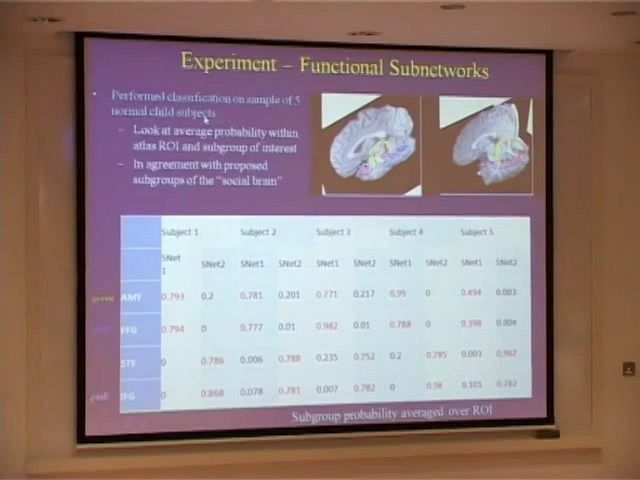 Experiment – Functional Subnetworks
• Performed classification on sample of 5
normal child subjects
– Look at average probability within
atlas ROI and subgroup of interest
– In agreement with proposed
subgroups of the "social brain"
Subject 1 Subject 2 Subject 3 Subject 4 Subject 5
SNet
1 SNet2 SNet1 SNet2 SNet1 SNet2 SNet1 SNet2 SNet1 SNet2
green AMY 0.793 0.2 0.781 0.201 0.771 0.217 0.99 0 0.494 0.003
FFG 0.794 0 0.777 0.01 0.982 0.01 0.788 0 0.398 0.004
STS 0 0.786 0.006 0.788 0.235 0.752 0.2 0.785 0.003 0.967
pink IFG 0 0.868 0.078 0.781 0.007 0.782 0 0.98 0.101 0.792
Subgroup probability averaged over ROI